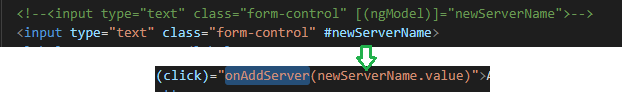 <!--<input type="text" class="form-control" [(ngModel)]="newServerName">-->
<input type="text" class="form-control" #newServerName>
(click)="onAddServer(newServerName.value)">